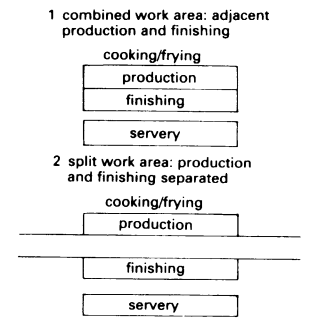 1 combined work area: adjacent
production and finishing
cooking/frying
production
finishing
servery
2 split work area: production
and finishing separated
cooking/frying
production
finishing
servery